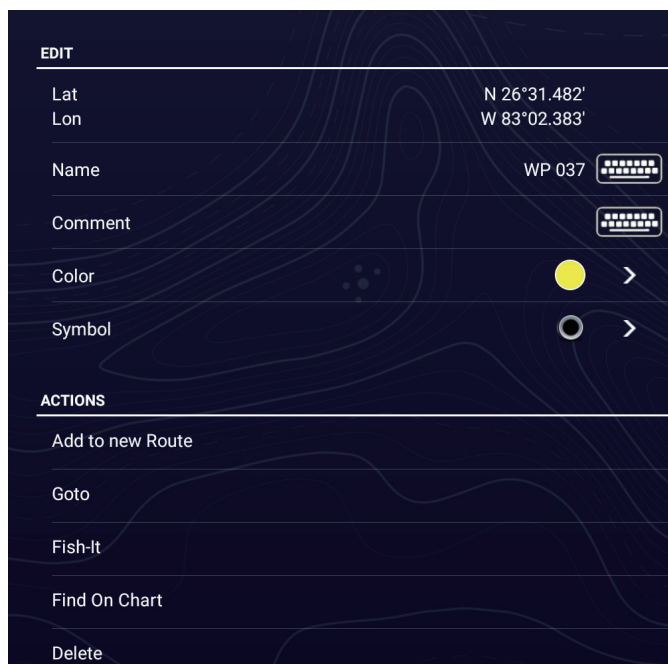 EDIT
Lat N 26°31.482'
Lon W 83°02.383'
Name WP 037
Comment
Color
Symbol
ACTIONS
Add to new Route
Goto
Fish-It
Find On Chart
Delete